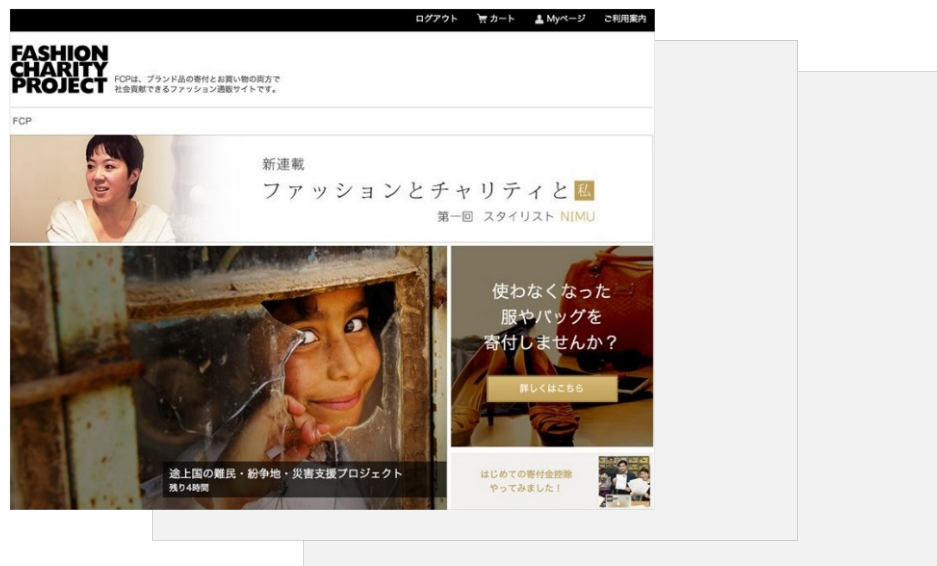 ログアウト カート Myページ ご利用案内
FASHION
CHARITY
PROJECT
FCPは、ブランド品の寄付とお買い物の両方で
社会貢献できるファッション通販サイトです。
FCP
新連載
ファッションとチャリティと私
第一回 スタイリスト NIMU
使わなくなった
服やバッグを
寄付しませんか?
詳しくはこちら
途上国の難民・紛争地・災害支援プロジェクト
残り4時間
はじめての寄付金控除
やってみました!